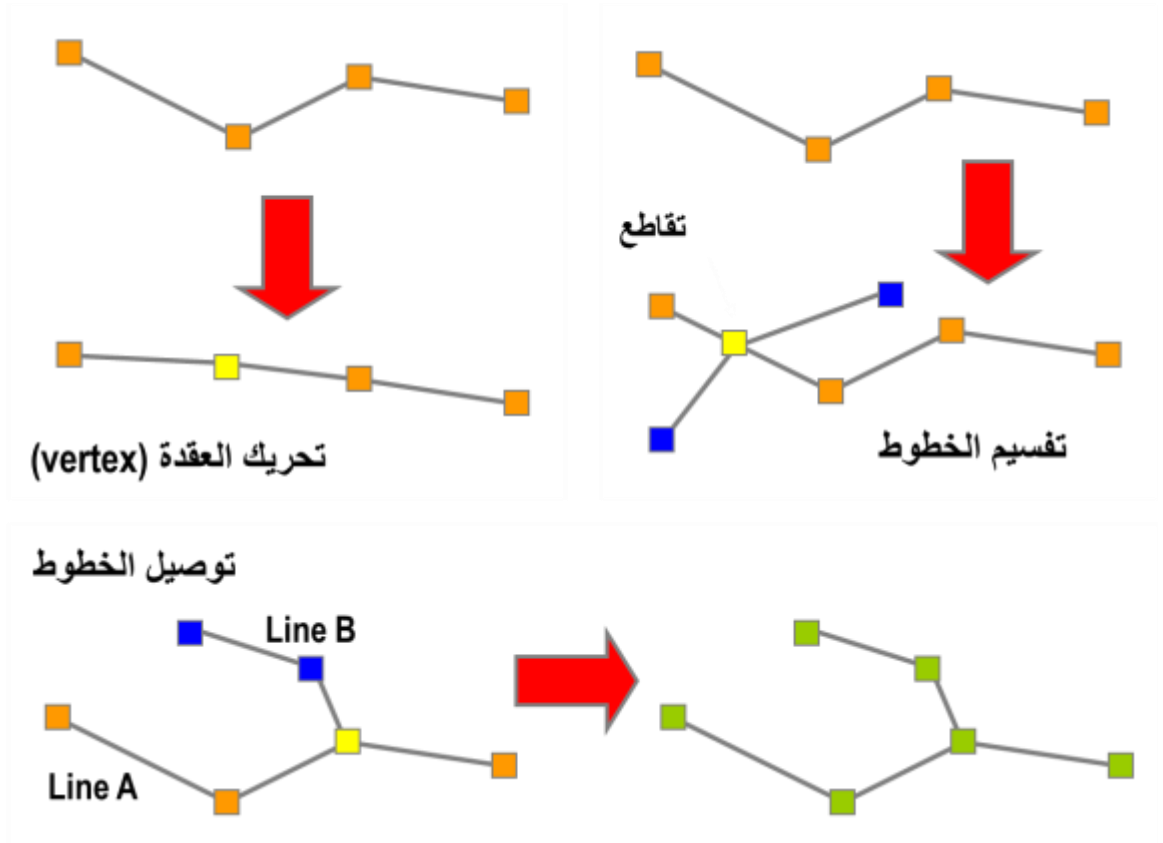 تقاطع
تحريك العقدة (vertex)
تفسيم الخطوط
توصيل الخطوط
Line B
Line A